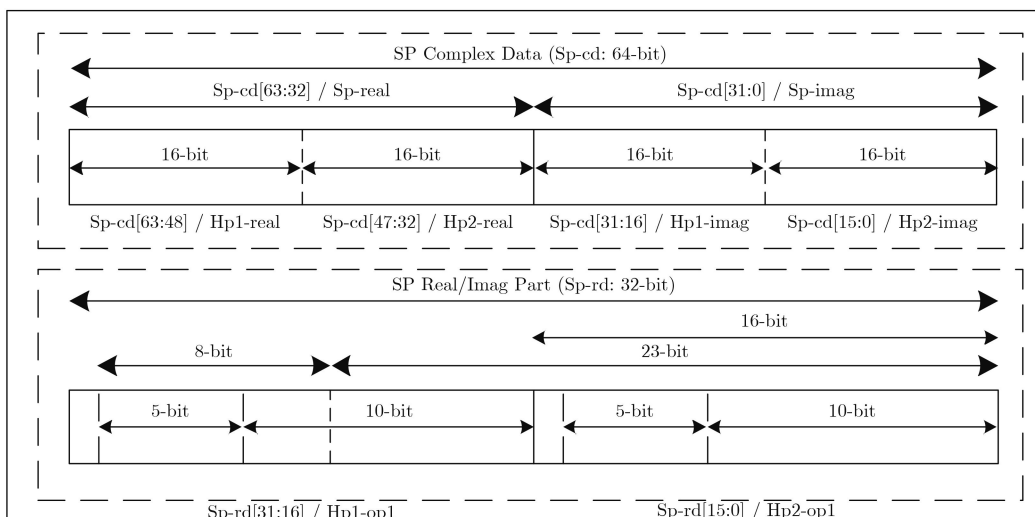 SP Complex Data (Sp-cd: 64-bit)
Sp-cd[63:32] / Sp-real
Sp-cd[31:0] / Sp-imag
16-bit
16-bit
16-bit
16-bit
Sp-cd[63:48] / Hp1-real
Sp-cd[47:32] / Hp2-real
Sp-cd[31:16] / Hp1-imag
Sp-cd[15:0] / Hp2-imag
SP Real/Imag Part (Sp-rd: 32-bit)
16-bit
8-bit
23-bit
5-bit
10-bit
5-bit
10-bit
Sp-rd[31:16] / Hp1-op1
Sp-rd[15:0] / Hp2-op1